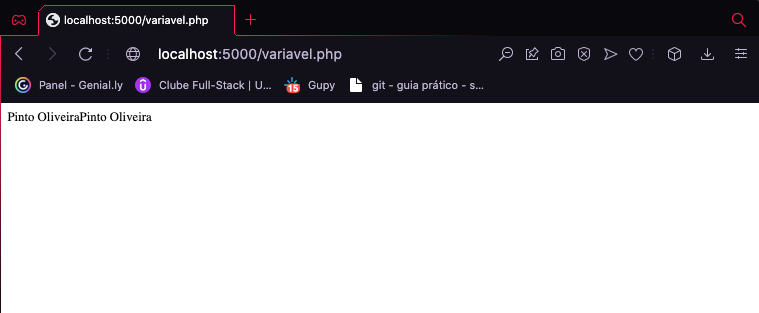 localhost:5000/variavel.php
localhost:5000/variavel.php
Panel - Genial.ly Clube Full-Stack | U... 15 Gupy git - guia prático - s...
Pinto OliveiraPinto Oliveira